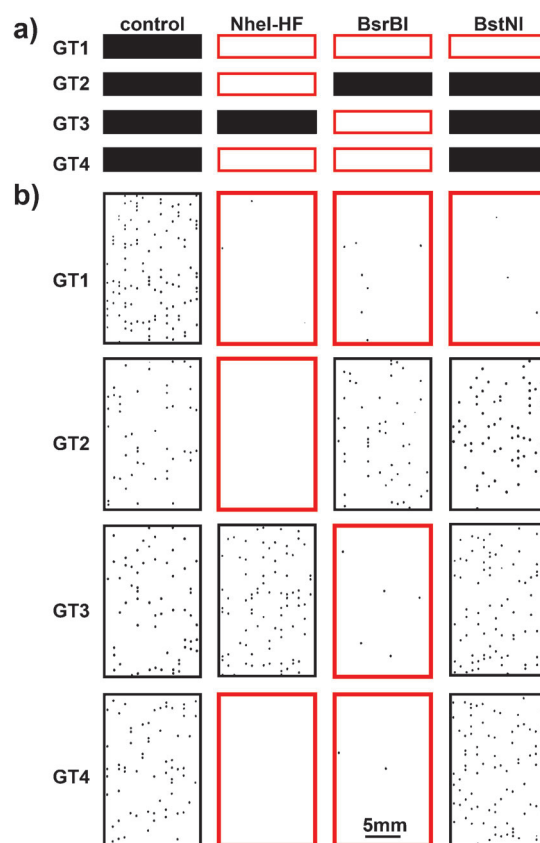 a)
control NheI-HF BsrBI BstNI
GT1
GT2
GT3
GT4
b)
GT1
GT2
GT3
GT4
5mm